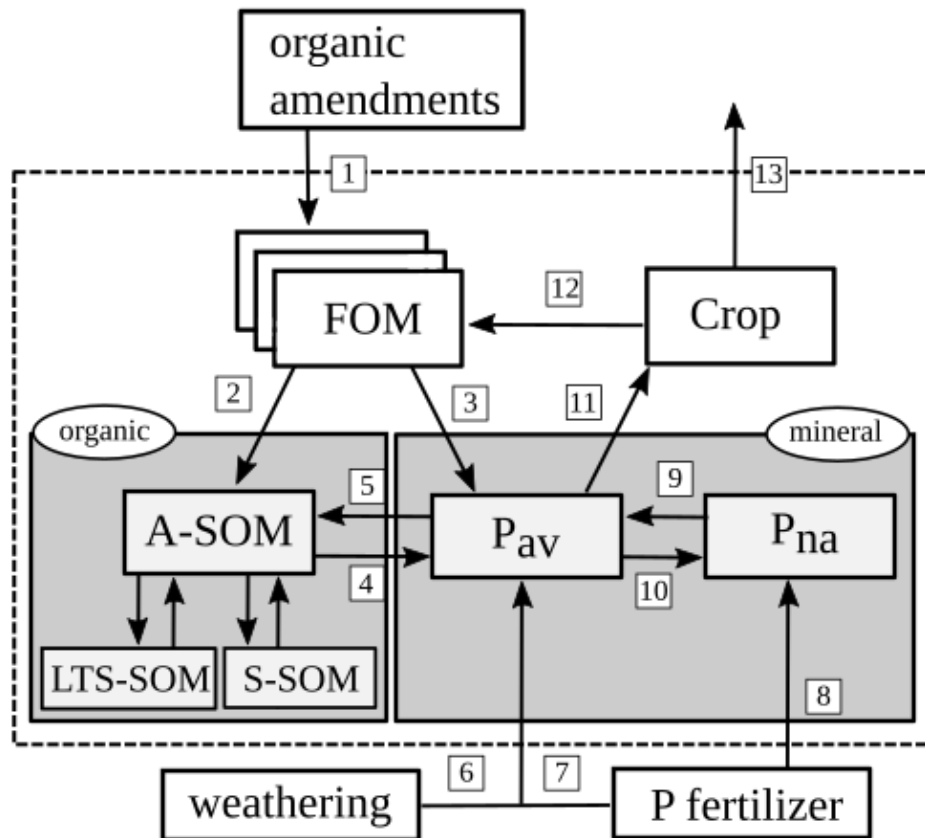 organic
amendments
1
13
FOM
12
Crop
2
3
11
organic
mineral
5
9
A-SOM
Pav
Pna
4
10
LTS-SOM
S-SOM
8
6
7
weathering
P fertilizer